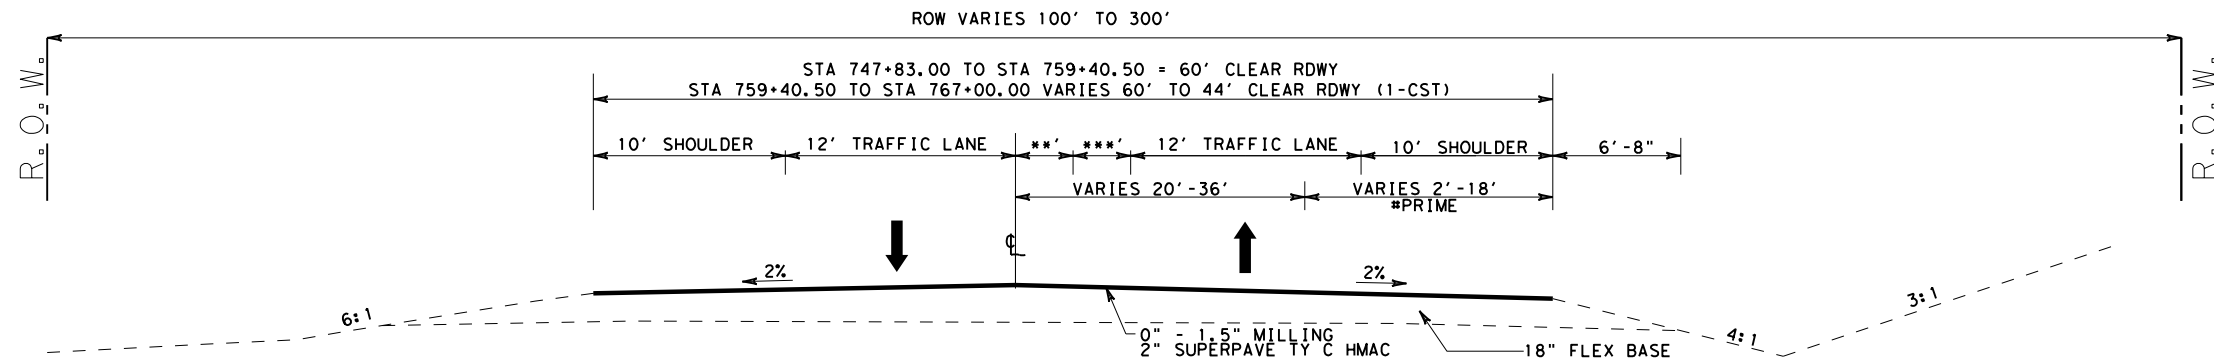 ROW VARIES 100' TO 300'
R.O.W.
R.O.W.
STA 747+83.00 TO STA 759+40.50 = 60' CLEAR RDWY
STA 759+40.50 TO STA 767+00.00 VARIES 60' TO 44' CLEAR RDWY (1-CST)
10' SHOULDER 12' TRAFFIC LANE **' ***' 12' TRAFFIC LANE 10' SHOULDER 6'-8"
VARIES 20'-36' VARIES 2'-18'
#PRIME
℄
2% 2%
6:1
3:1
4:1
0" - 1.5" MILLING
2" SUPERPAVE TY C HMAC
18" FLEX BASE